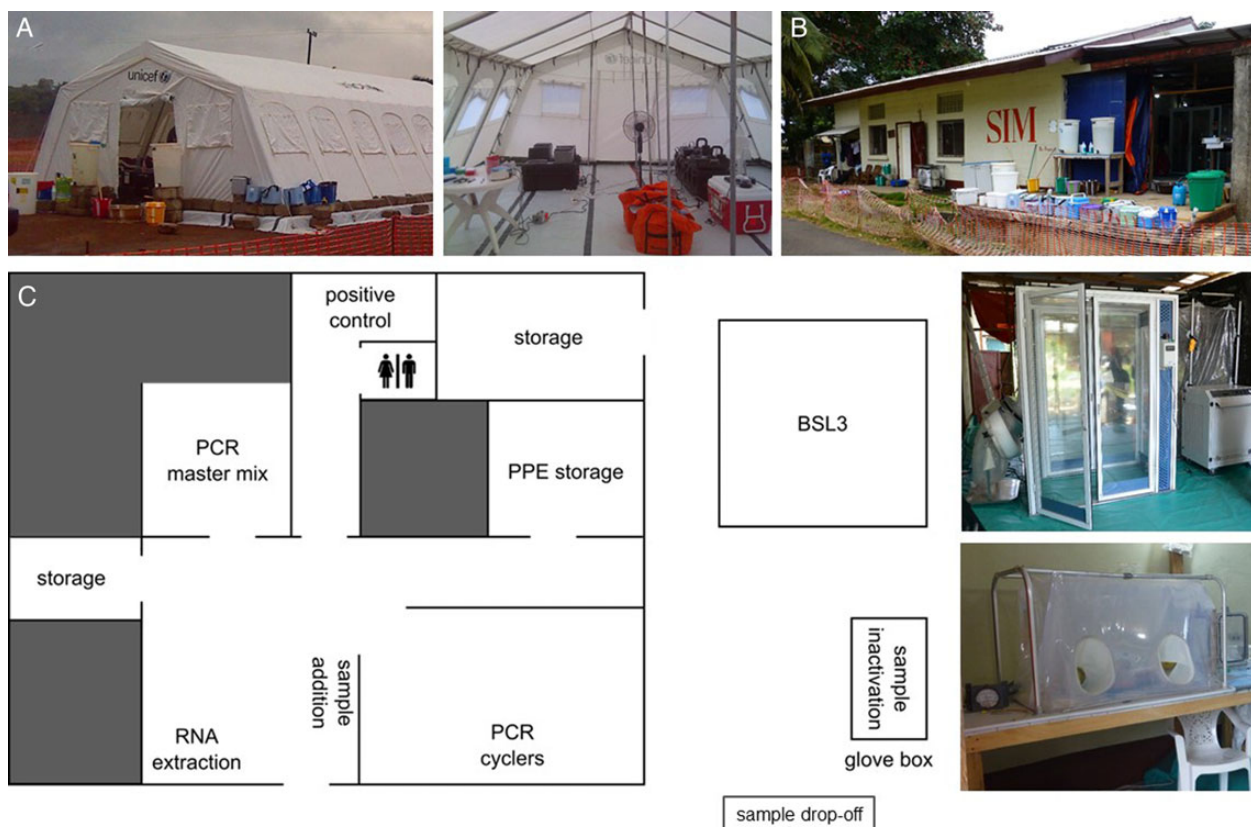 A
unicef
unicef
B
SIM
C
positive
control
storage
PCR
master mix
PPE storage
BSL3
storage
sample
addition
sample
inactivation
RNA
extraction
PCR
cyclers
glove box
sample drop-off